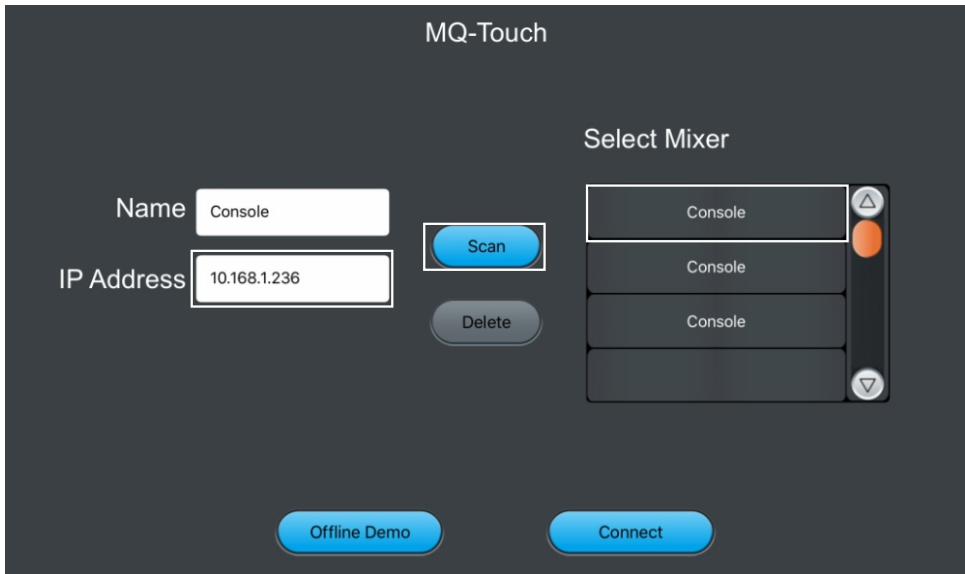 MQ-Touch
Select Mixer
Name
Console
IP Address
10.168.1.236
Scan
Delete
Console
Console
Console
Offline Demo
Connect